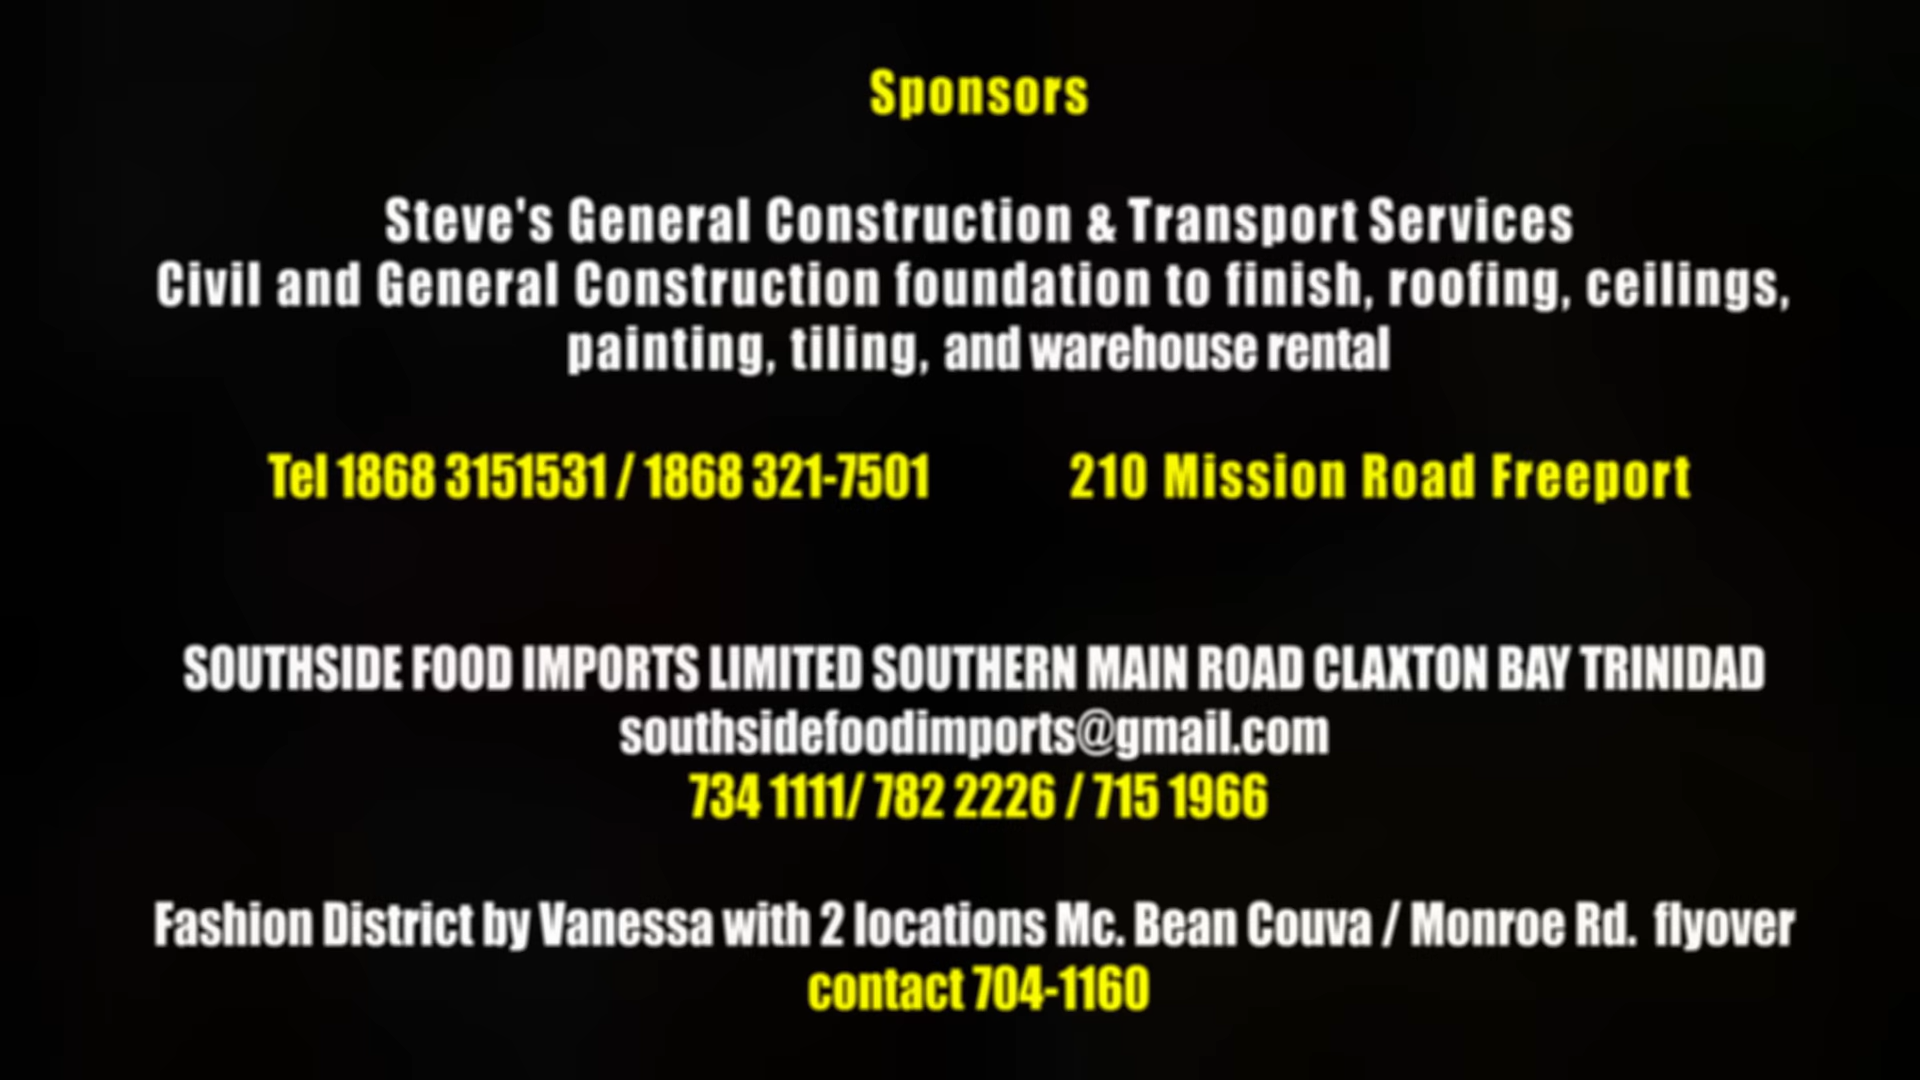 Sponsors
Steve's General Construction & Transport Services
Civil and General Construction foundation to finish, roofing, ceilings,
painting, tiling, and warehouse rental
Tel 1868 3151531 / 1868 321-7501 210 Mission Road Freeport
SOUTHSIDE FOOD IMPORTS LIMITED SOUTHERN MAIN ROAD CLAXTON BAY TRINIDAD
southsidefoodimports@gmail.com
734 1111/ 782 2226 / 715 1966
Fashion District by Vanessa with 2 locations Mc. Bean Couva / Monroe Rd. flyover
contact 704-1160